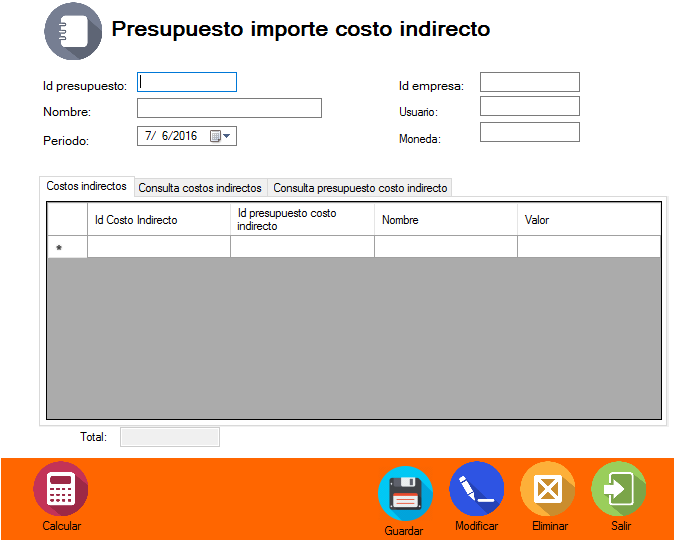 Presupuesto importe costo indirecto
Id presupuesto:
Id empresa:
Nombre:
Usuario:
Periodo: 7/ 6/2016
Moneda:
Costos indirectos Consulta costos indirectos Consulta presupuesto costo indirecto
Id Costo Indirecto Id presupuesto costo indirecto Nombre Valor
*
Total:
Calcular Guardar Modificar Eliminar Salir